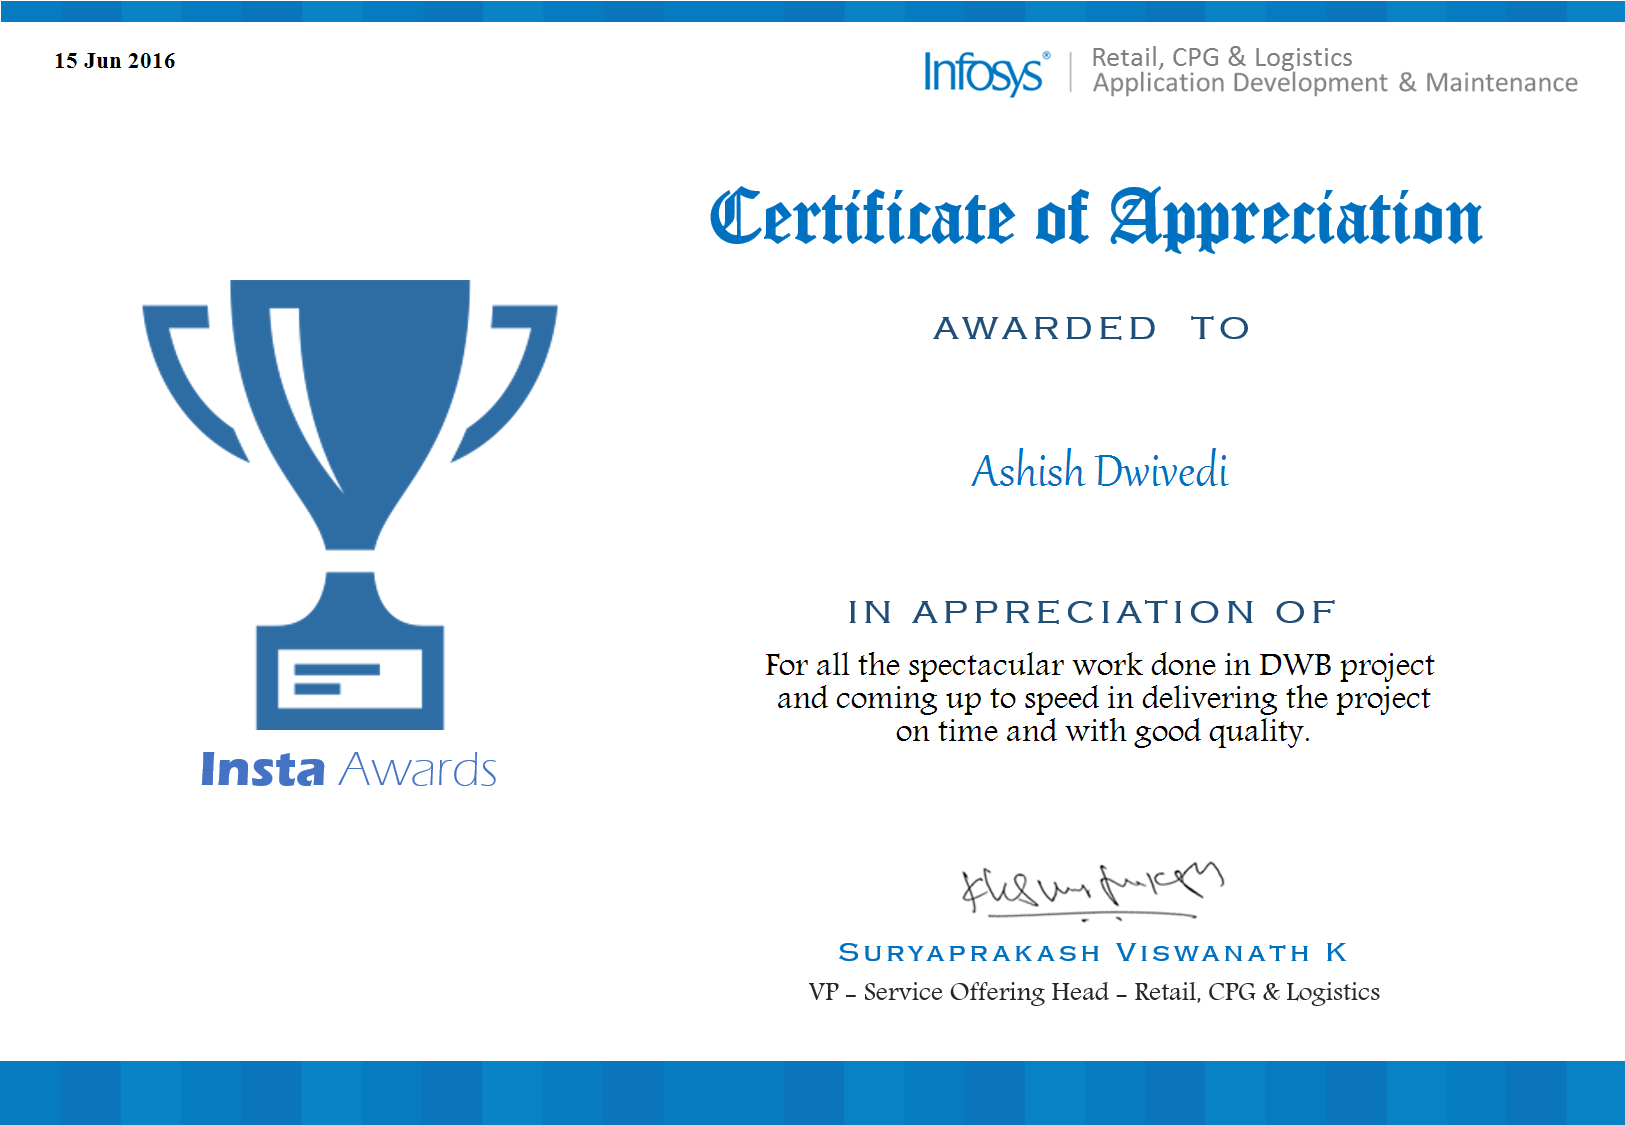 15 Jun 2016
Infosys® | Retail, CPG & Logistics
Application Development & Maintenance
Certificate of Appreciation
AWARDED TO
Ashish Dwivedi
IN APPRECIATION OF
For all the spectacular work done in DWB project
and coming up to speed in delivering the project
on time and with good quality.
Insta Awards
SURYAPRAKASH VISWANATH K
VP – Service Offering Head – Retail, CPG & Logistics